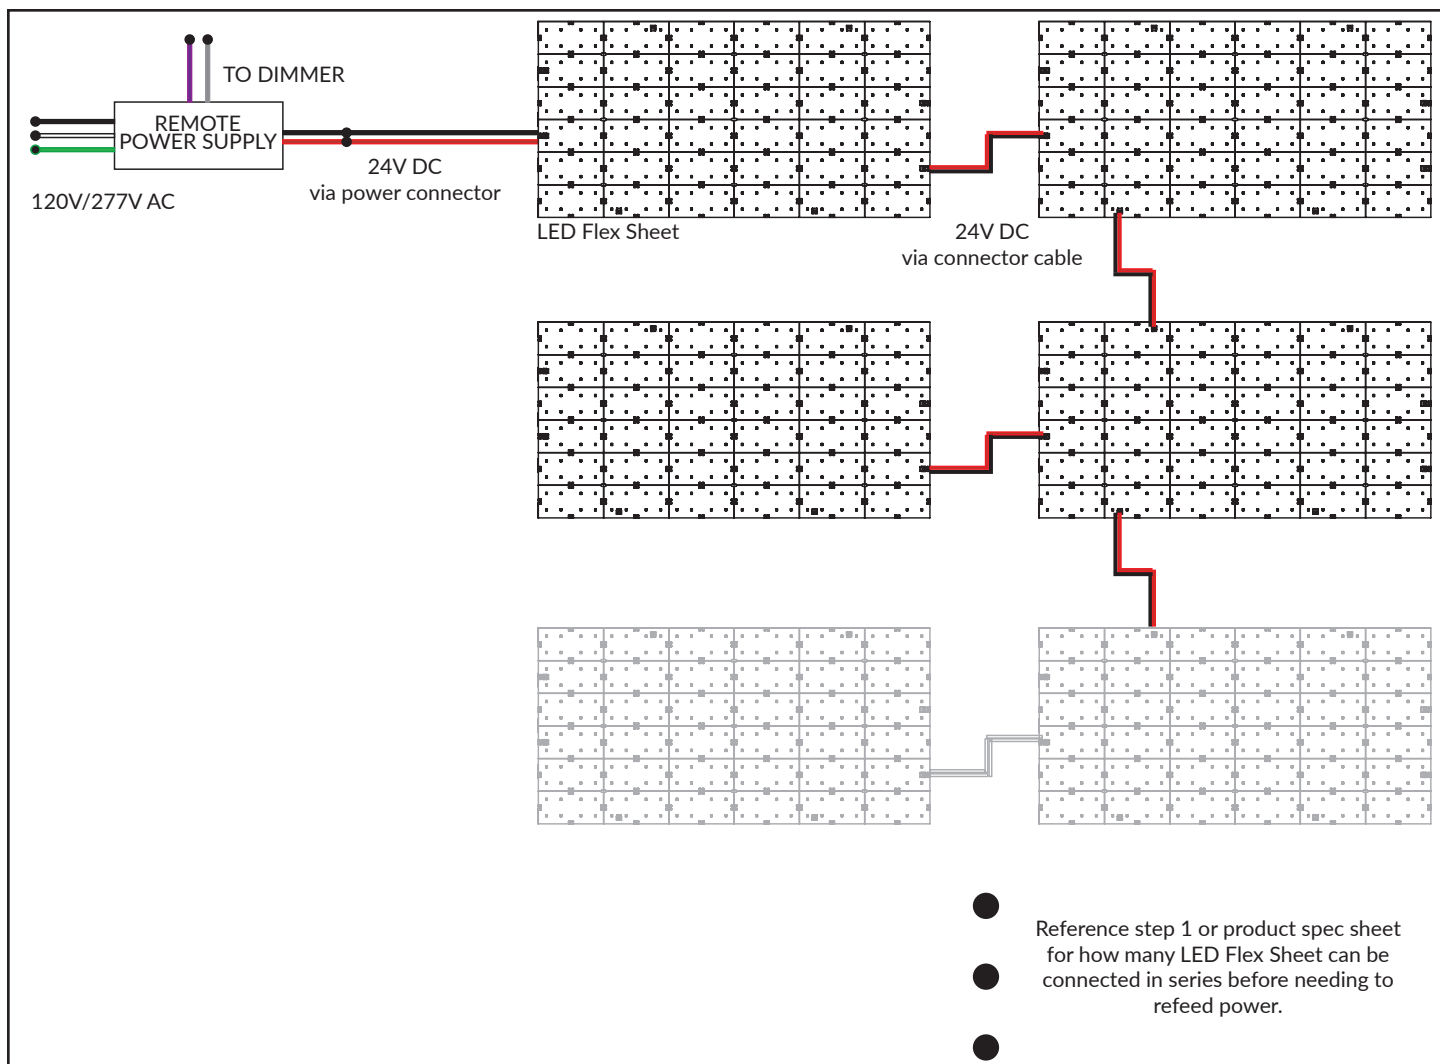 TO DIMMER
REMOTE
POWER SUPPLY
24V DC
via power connector
120V/277V AC
LED Flex Sheet
24V DC
via connector cable
Reference step 1 or product spec sheet
for how many LED Flex Sheet can be
connected in series before needing to
refeed power.